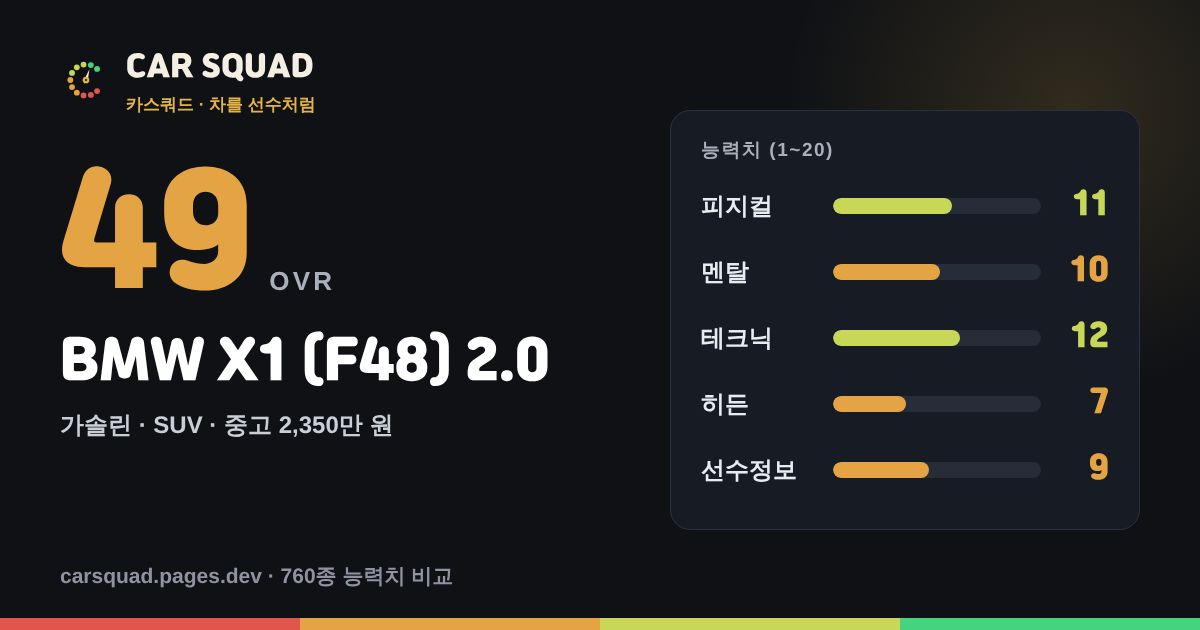 CAR SQUAD
카스쿼드 · 차를 선수처럼
49 OVR
BMW X1 (F48) 2.0
가솔린 · SUV · 중고 2,350만 원
능력치 (1~20)
피지컬 11
멘탈 10
테크닉 12
히든 7
선수정보 9
carsquad.pages.dev · 760종 능력치 비교